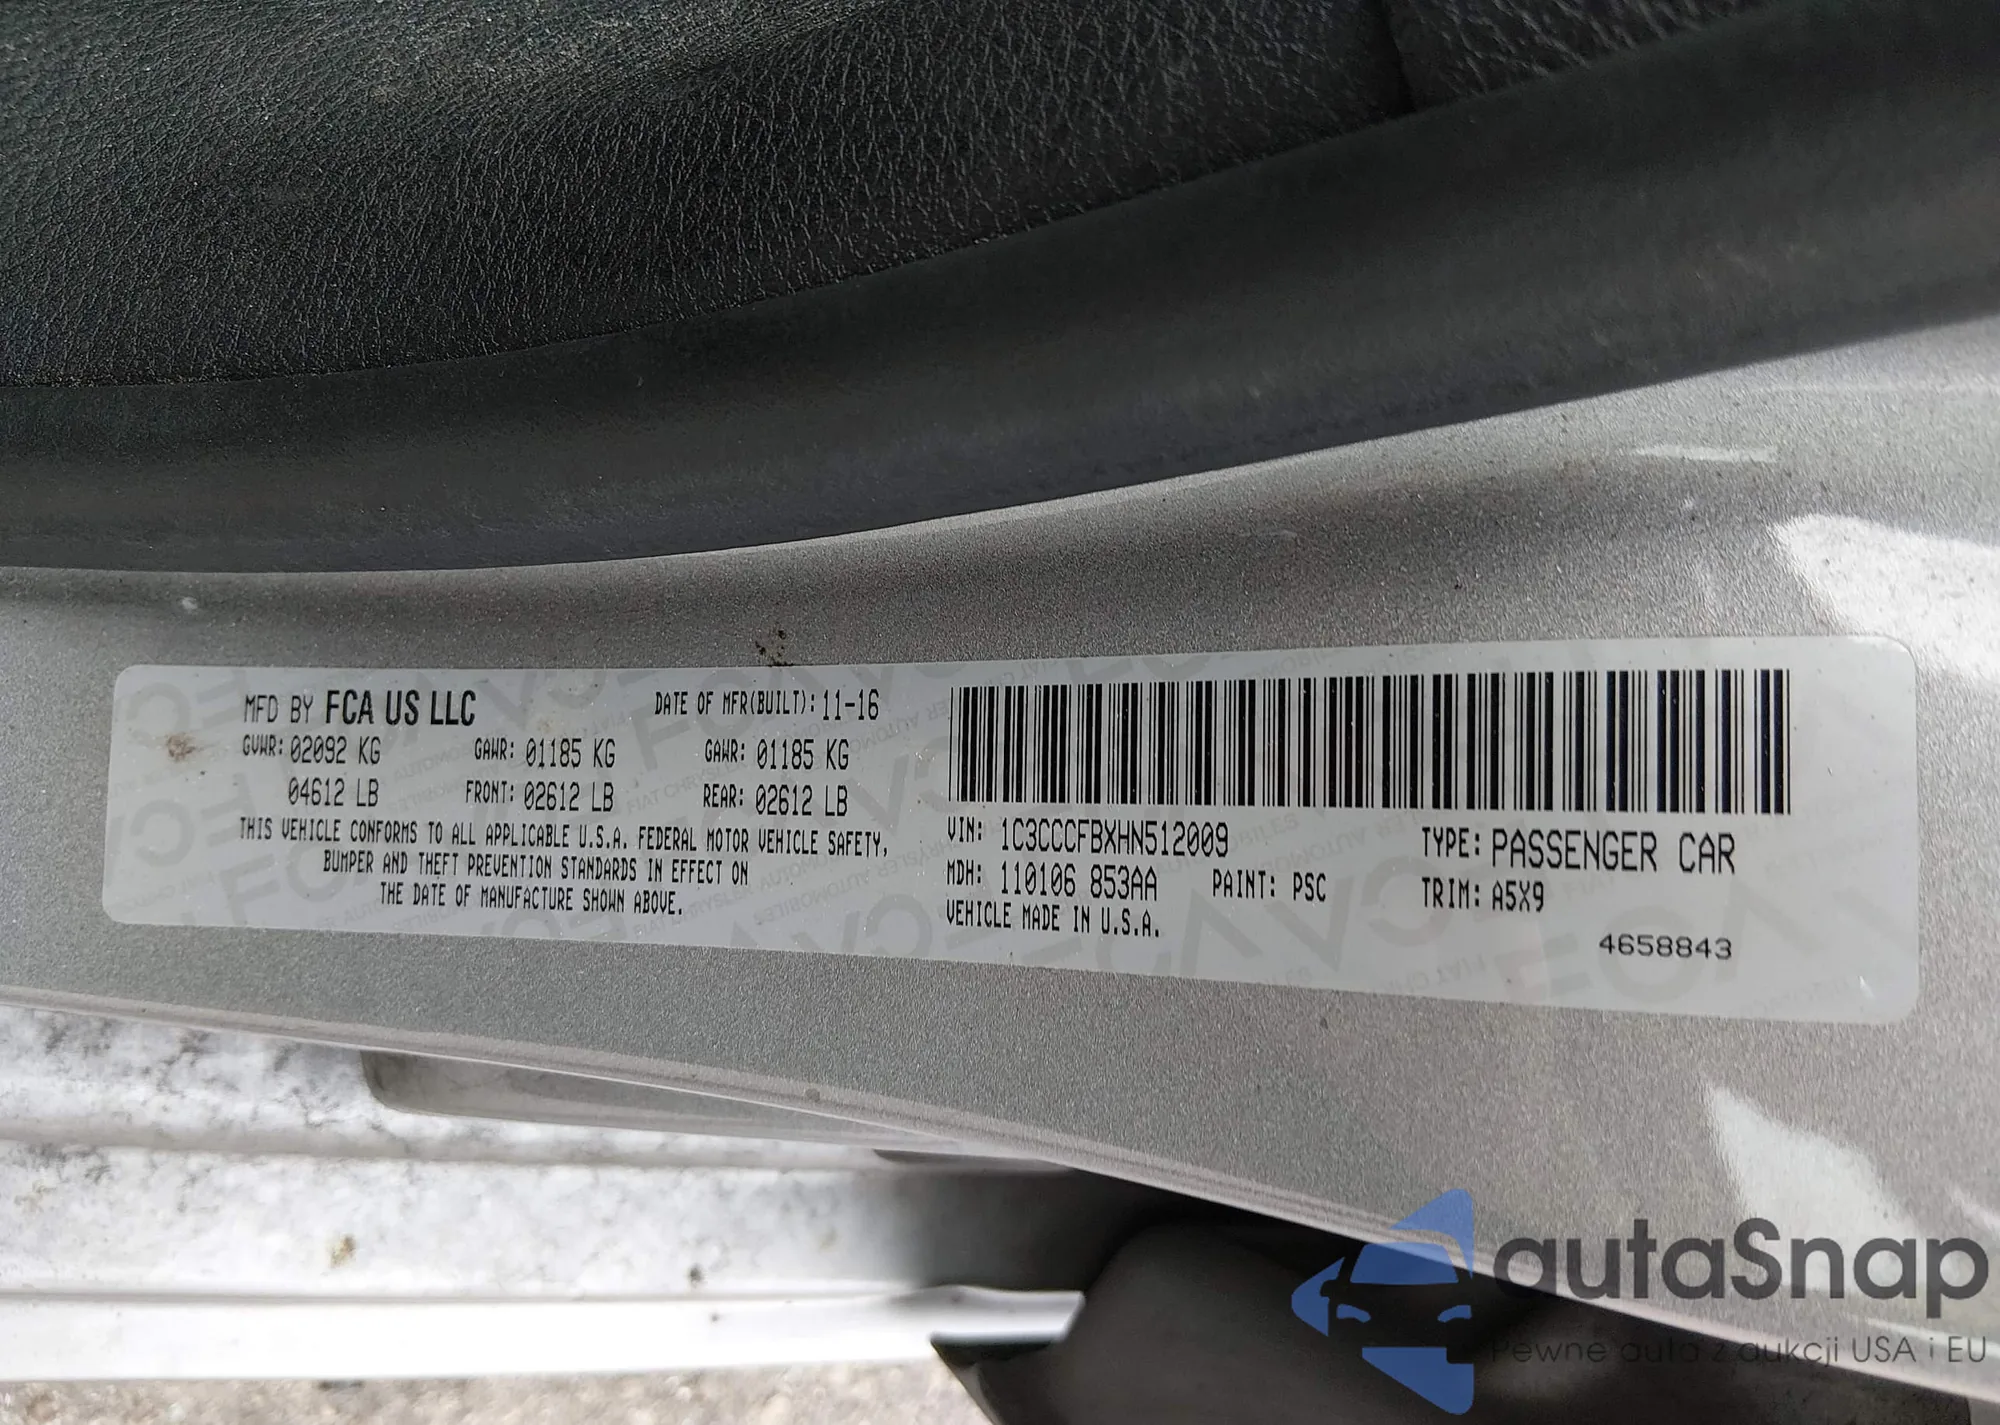 MFD BY FCA US LLC DATE OF MFR(BUILT): 11-16
GVWR: 02092 KG GAWR: 01185 KG GAWR: 01185 KG
04612 LB FRONT: 02612 LB REAR: 02612 LB
THIS VEHICLE CONFORMS TO ALL APPLICABLE U.S.A. FEDERAL MOTOR VEHICLE SAFETY,
BUMPER AND THEFT PREVENTION STANDARDS IN EFFECT ON
THE DATE OF MANUFACTURE SHOWN ABOVE.
VIN: 1C3CCCFBXHN512009 TYPE: PASSENGER CAR
MDH: 110106 853AA PAINT: PSC TRIM: A5X9
VEHICLE MADE IN U.S.A.
4658843
autaSnap
Pewne auta z aukcji USA i EU